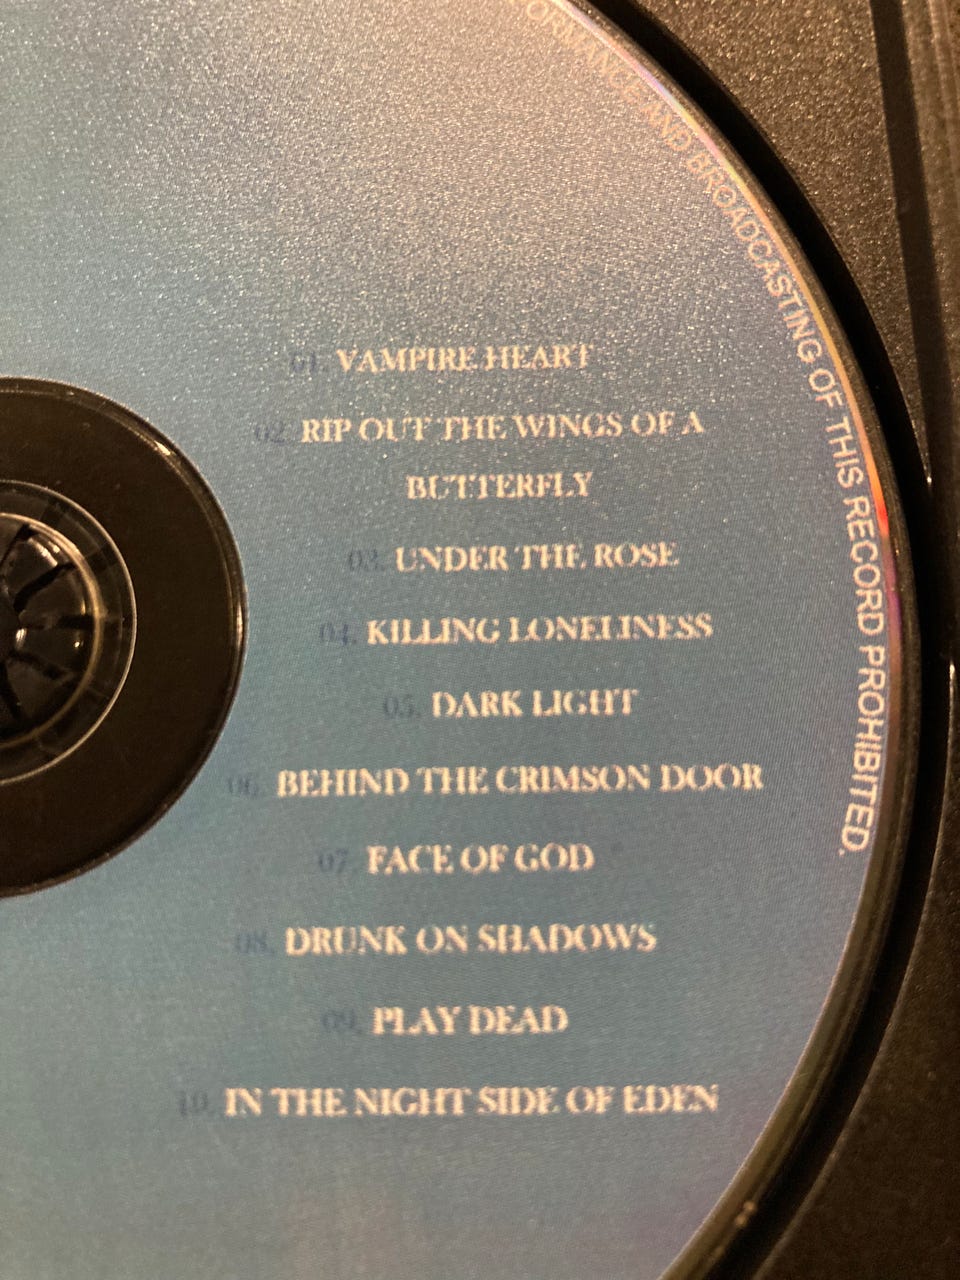 01. VAMPIRE HEART
02. RIP OUT THE WINGS OF A
BUTTERFLY
03. UNDER THE ROSE
04. KILLING LONELINESS
05. DARK LIGHT
06. BEHIND THE CRIMSON DOOR
07. FACE OF GOD
08. DRUNK ON SHADOWS
09. PLAY DEAD
10. IN THE NIGHT SIDE OF EDEN
AND BROADCASTING OF THIS RECORD PROHIBITED.